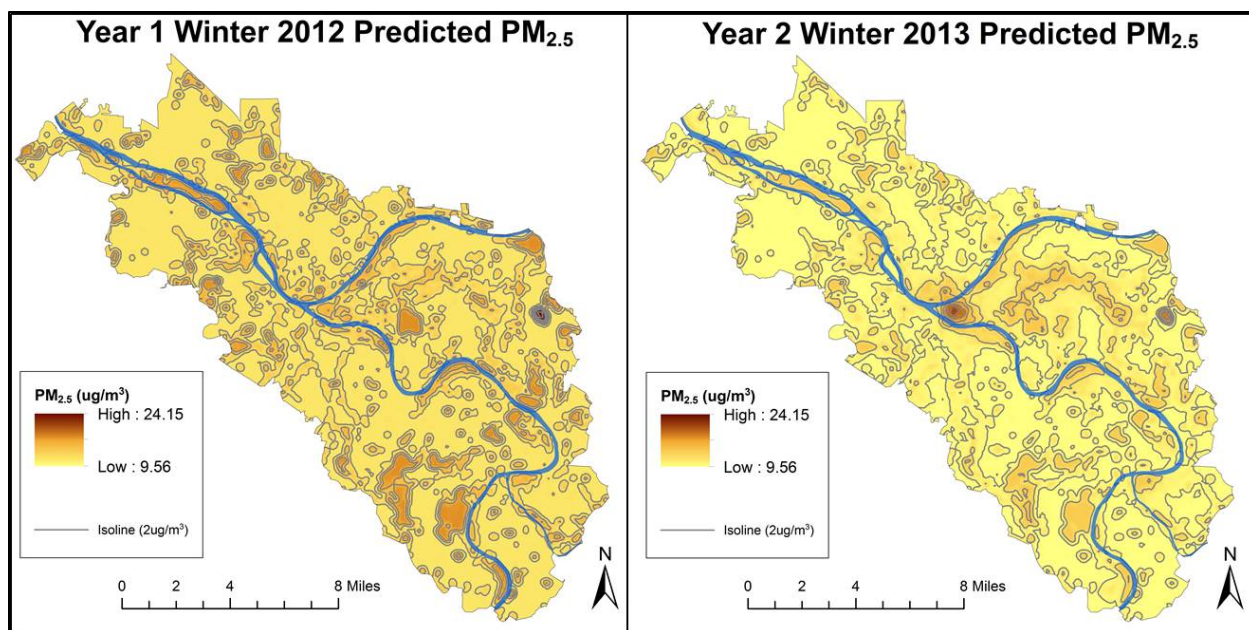 Year 1 Winter 2012 Predicted PM2.5
PM2.5 (ug/m3)
High : 24.15
Low : 9.56
Isoline (2ug/m3)
0 2 4 8 Miles
N
Year 2 Winter 2013 Predicted PM2.5
PM2.5 (ug/m3)
High : 24.15
Low : 9.56
Isoline (2ug/m3)
0 2 4 8 Miles
N